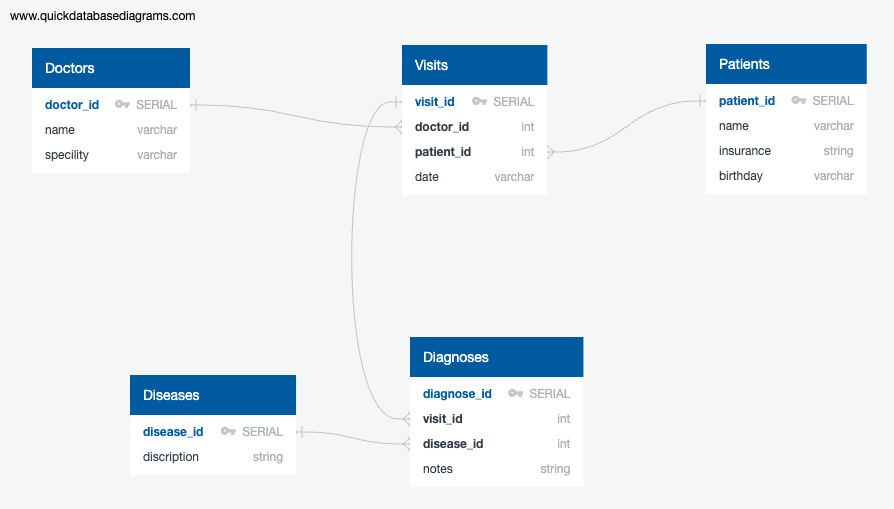 www.quickdatabasediagrams.com
Doctors
doctor_id SERIAL
name varchar
specility varchar
Visits
visit_id SERIAL
doctor_id int
patient_id int
date varchar
Patients
patient_id SERIAL
name varchar
insurance string
birthday varchar
Diseases
disease_id SERIAL
discription string
Diagnoses
diagnose_id SERIAL
visit_id int
disease_id int
notes string